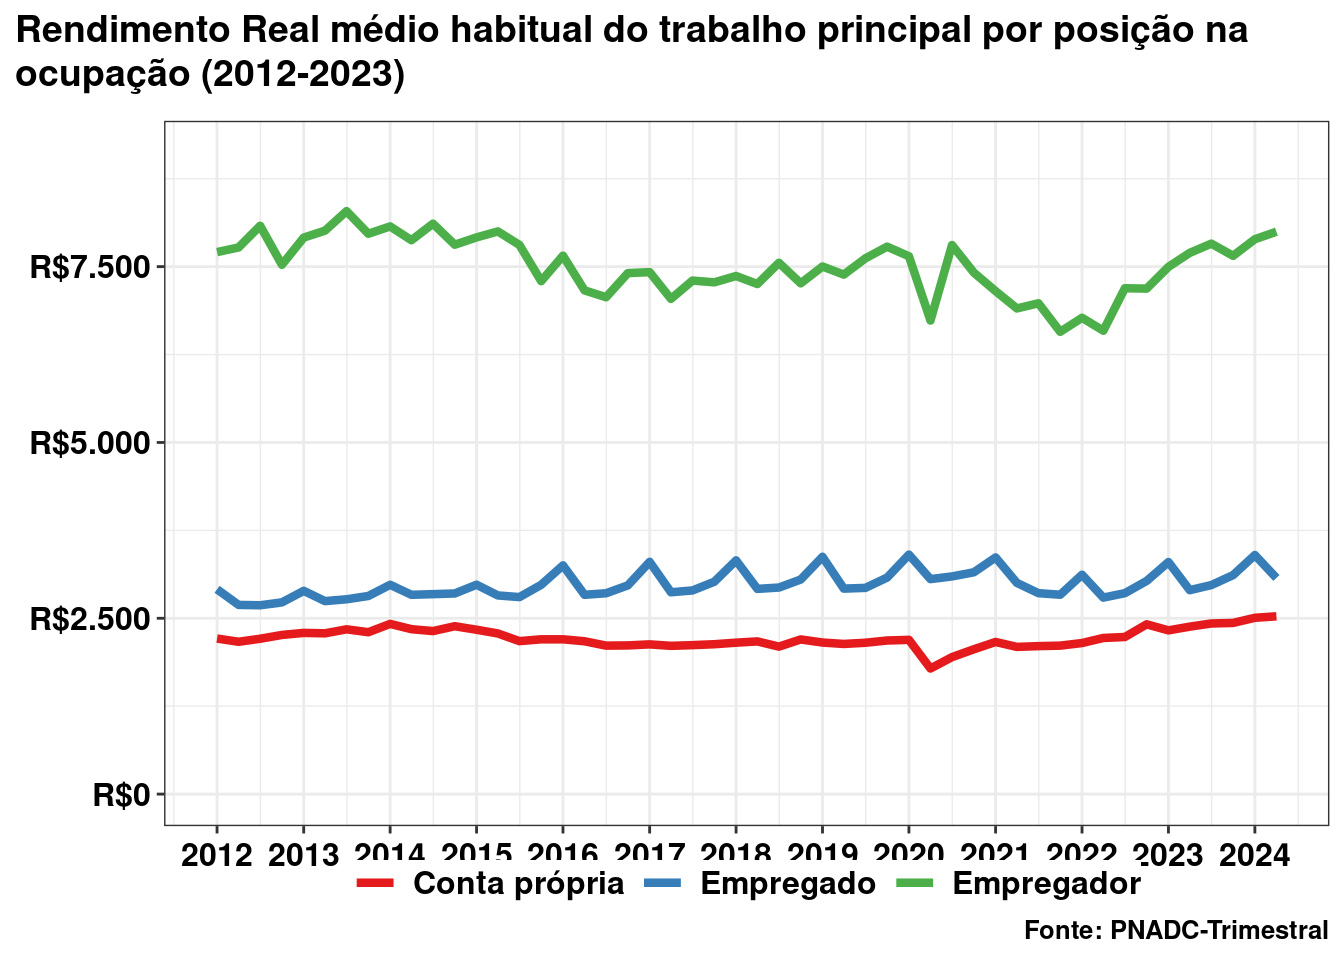 Rendimento Real médio habitual do trabalho principal por posição na
ocupação (2012-2023)
R$7.500
R$5.000
R$2.500
R$0
2012 2013 2014 2015 2016 2017 2018 2019 2020 2021 2022 2023 2024
Conta própria Empregado Empregador
Fonte: PNADC-Trimestral